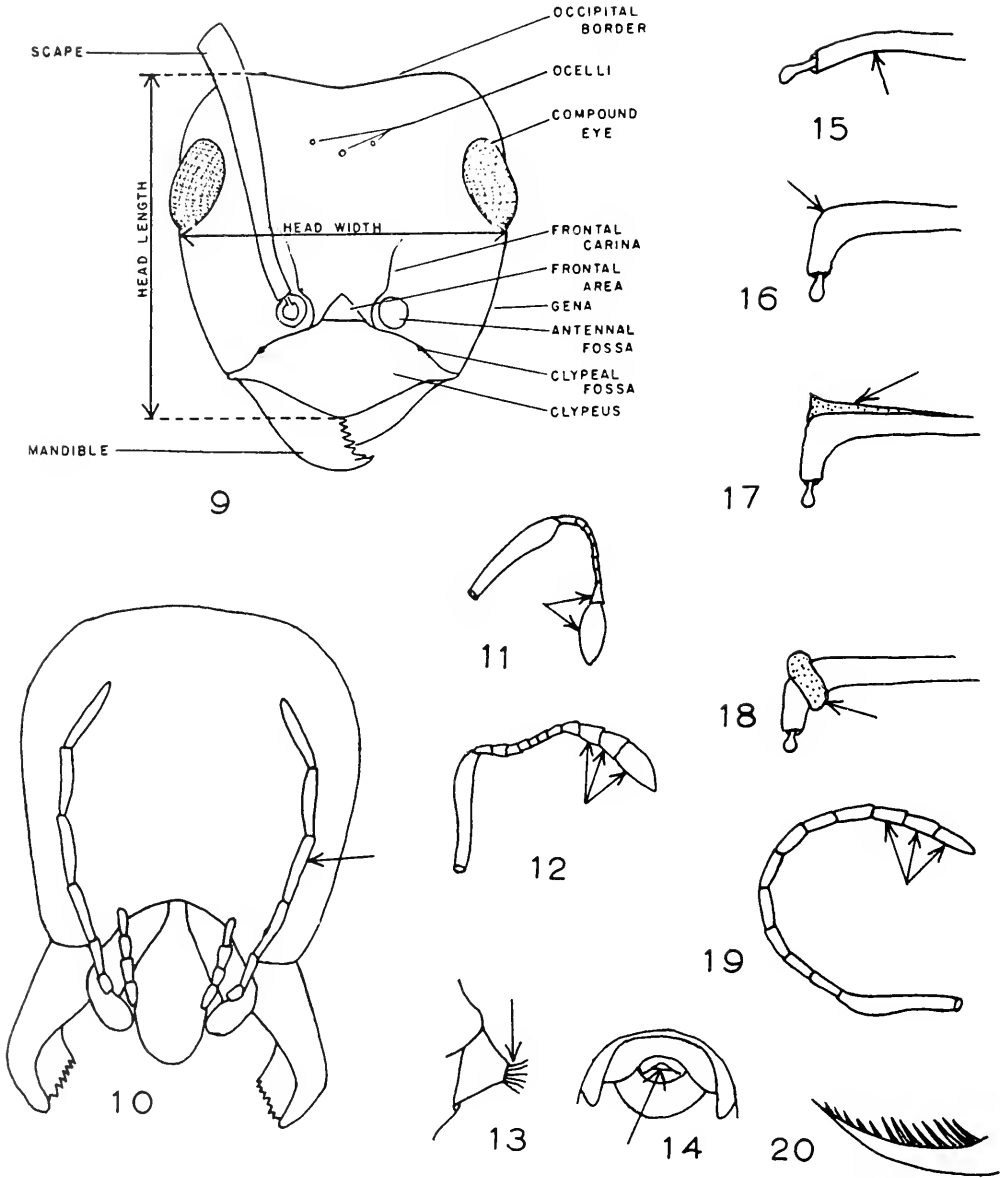 SCAPE
HEAD LENGTH
MANDIBLE
HEAD WIDTH
OCCIPITAL
BORDER
OCELLI
COMPOUND
EYE
FRONTAL
CARINA
FRONTAL
AREA
GENA
ANTENNAL
FOSSA
CLYPEAL
FOSSA
CLYPEUS
9
15
16
17
11
18
12
10
19
13
14
20